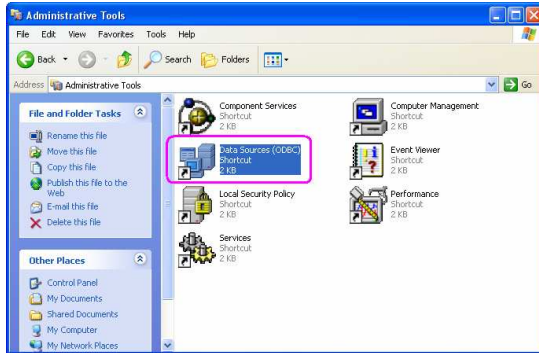 Administrative Tools
File Edit View Favorites Tools Help
Back Search Folders
Address Administrative Tools Go
File and Folder Tasks
Rename this file
Move this file
Copy this file
Publish this file to the
Web
E-mail this file
Delete this file
Other Places
Control Panel
My Documents
Shared Documents
My Computer
My Network Places
Component Services
Shortcut
2 KB
Computer Management
Shortcut
2 KB
Data Sources (ODBC)
Shortcut
2 KB
Event Viewer
Shortcut
2 KB
Local Security Policy
Shortcut
2 KB
Performance
Shortcut
2 KB
Services
Shortcut
2 KB